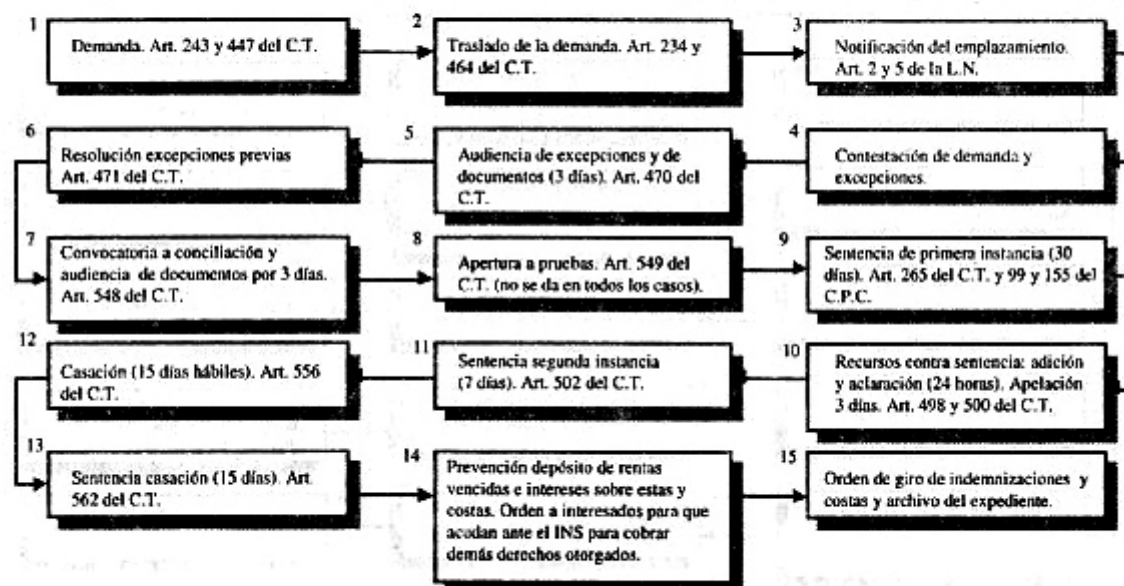 1
Demanda. Art. 243 y 447 del C.T.
2
Traslado de la demanda. Art. 234 y
464 del C.T.
3
Notificación del emplazamiento.
Art. 2 y 5 de la L.N.
4
Contestación de demanda y
excepciones.
5
Audiencia de excepciones y de
documentos (3 días). Art. 470 del
C.T.
6
Resolución excepciones previas
Art. 471 del C.T.
7
Convocatoria a conciliación y
audiencia de documentos por 3 días.
Art. 548 del C.T.
8
Apertura a pruebas. Art. 549 del
C.T. (no se da en todos los casos).
9
Sentencia de primera instancia (30
días). Art. 265 del C.T. y 99 y 155 del
C.P.C.
10
Recursos contra sentencia: adición
y aclaración (24 horas). Apelación
3 días. Art. 498 y 500 del C.T.
11
Sentencia segunda instancia
(7 días). Art. 502 del C.T.
12
Casación (15 días hábiles). Art. 556
del C.T.
13
Sentencia casación (15 días). Art.
562 del C.T.
14
Prevención depósito de rentas
vencidas e intereses sobre estas y
costas. Orden a interesados para que
acudan ante el INS para cobrar
demás derechos otorgados.
15
Orden de giro de indemnizaciones y
costas y archivo del expediente.